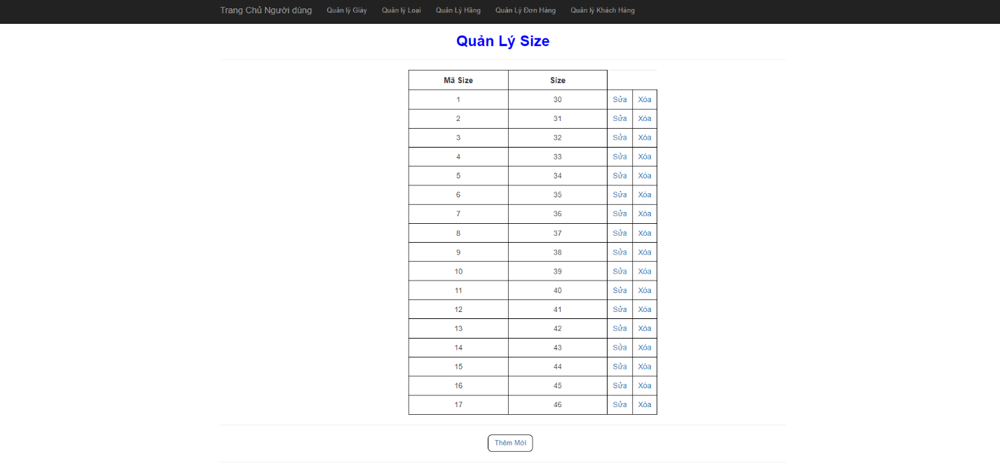 Trang Chủ Người dùng Quản lý Giày Quản lý Loại Quản Lý Hãng Quản Lý Đơn Hàng Quản lý Khách Hàng
Quản Lý Size
Mã Size Size
1 30 Sửa Xóa
2 31 Sửa Xóa
3 32 Sửa Xóa
4 33 Sửa Xóa
5 34 Sửa Xóa
6 35 Sửa Xóa
7 36 Sửa Xóa
8 37 Sửa Xóa
9 38 Sửa Xóa
10 39 Sửa Xóa
11 40 Sửa Xóa
12 41 Sửa Xóa
13 42 Sửa Xóa
14 43 Sửa Xóa
15 44 Sửa Xóa
16 45 Sửa Xóa
17 46 Sửa Xóa
Thêm Mới